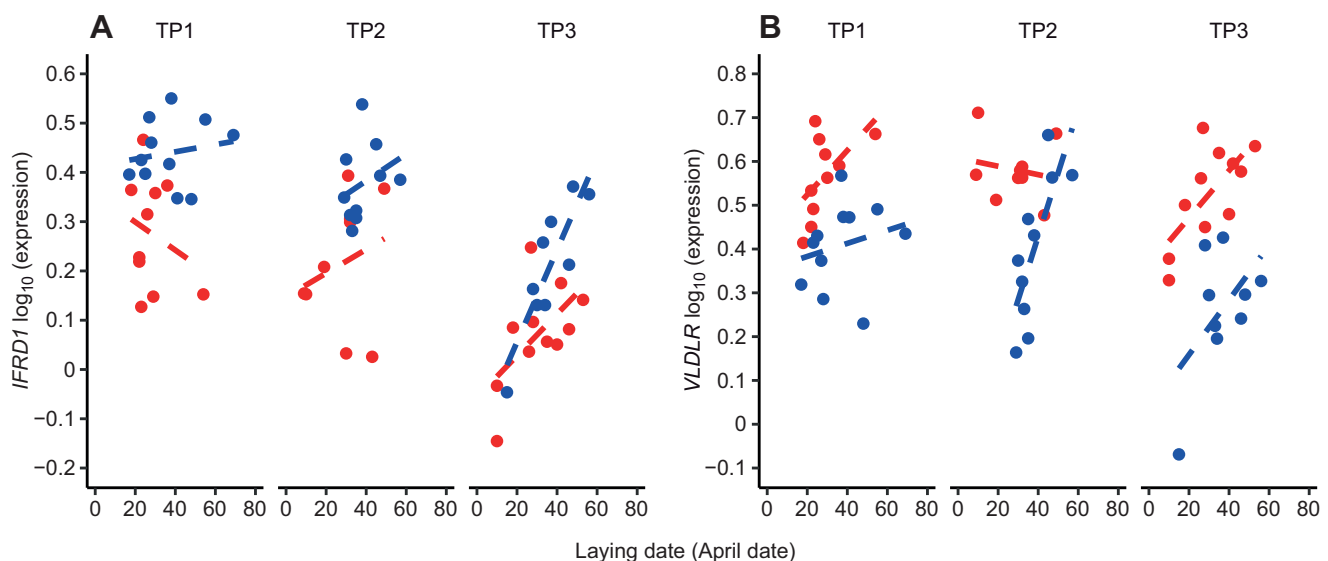 A
TP1 TP2 TP3
IFRD1 log10 (expression)
0.6
0.5
0.4
0.3
0.2
0.1
0
−0.1
−0.2
0 20 40 60 80 0 20 40 60 80 0 20 40 60 80
B
TP1 TP2 TP3
VLDLR log10 (expression)
0.8
0.7
0.6
0.5
0.4
0.3
0.2
0.1
0
−0.1
0 20 40 60 80 0 20 40 60 80 0 20 40 60 80
Laying date (April date)